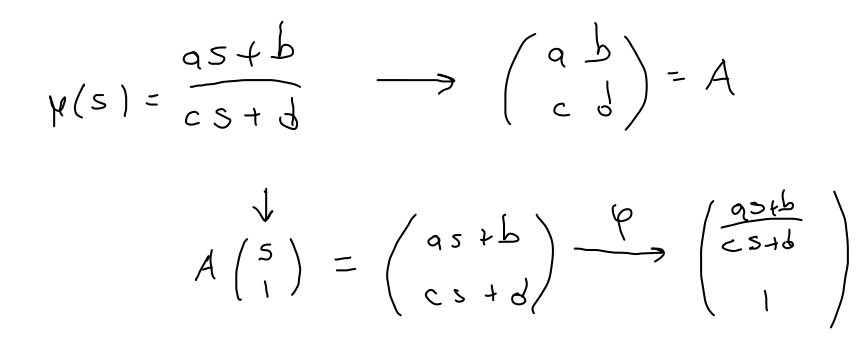 μ(s) = (as+b)/(cs+d) → (a b; c d) = A
↓
A (s; 1) = (as+b; cs+d) —φ→ ((as+b)/(cs+d); 1)